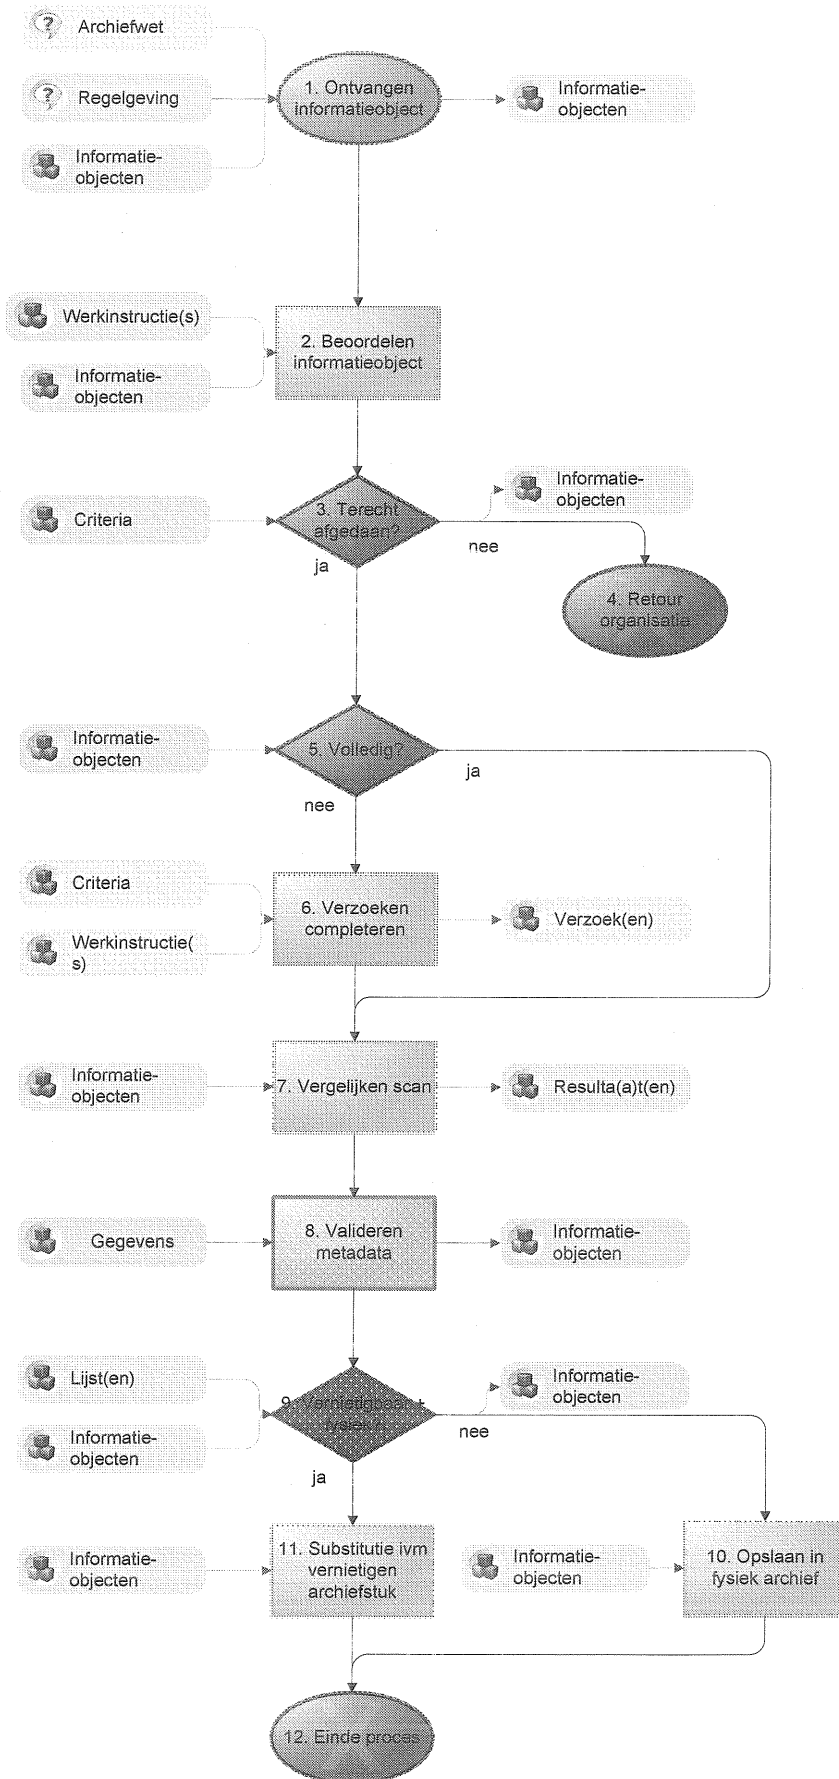 Archiefwet
Regelgeving
Informatie-
objecten
1. Ontvangen
informatieobject
Informatie-
objecten
Werkinstructie(s)
Informatie-
objecten
2. Beoordelen
informatieobject
Criteria
3. Terecht
afgedaan?
Informatie-
objecten
nee
ja
4. Retour
organisatie
Informatie-
objecten
5. Volledig?
ja
nee
Criteria
Werkinstructie(
s)
6. Verzoeken
completeren
Verzoek(en)
Informatie-
objecten
7. Vergelijken scan
Resulta(a)t(en)
Gegevens
8. Valideren
metadata
Informatie-
objecten
Lijst(en)
Informatie-
objecten
9.
fysiek?
Informatie-
objecten
nee
ja
Informatie-
objecten
11. Substitutie ivm
vernietigen
archiefstuk
Informatie-
objecten
10. Opslaan in
fysiek archief
12. Einde proces